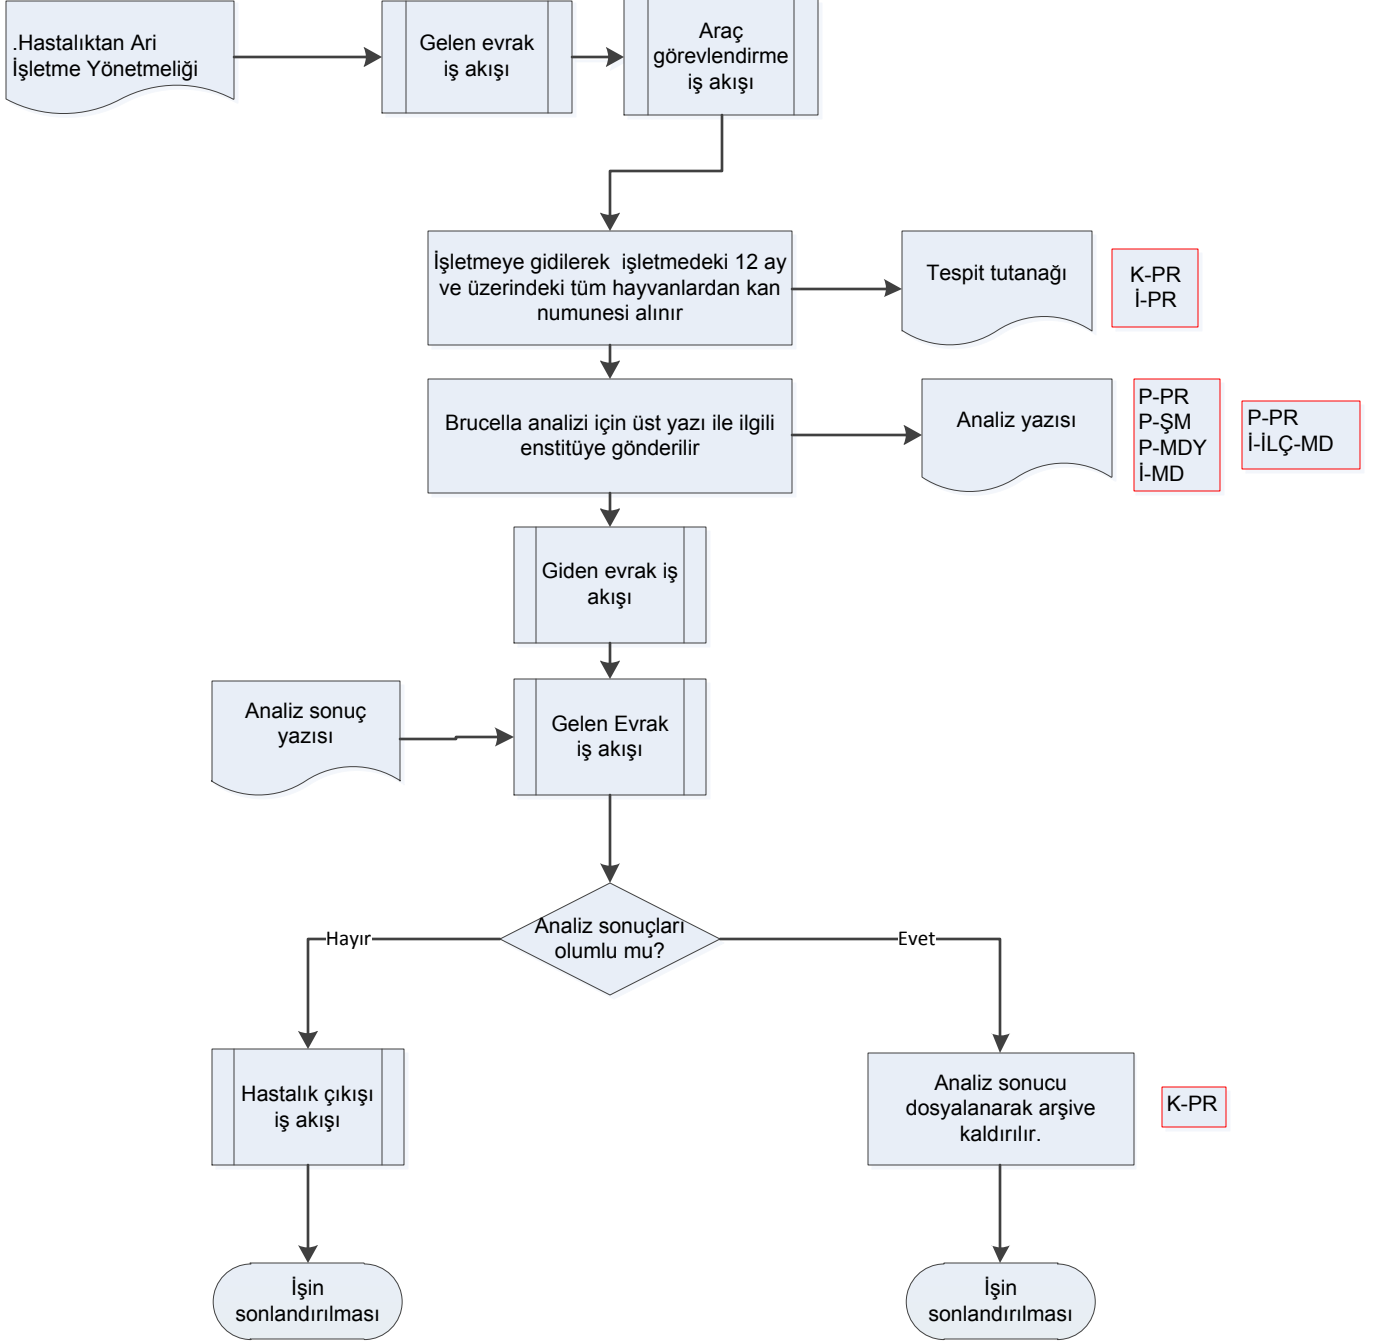 .Hastalıktan Ari
İşletme Yönetmeliği
Gelen evrak
iş akışı
Araç
görevlendirme
iş akışı
İşletmeye gidilerek  işletmedeki 12 ay
ve üzerindeki tüm hayvanlardan kan
numunesi alınır
Tespit tutanağı
K-PR
İ-PR
Brucella analizi için üst yazı ile ilgili
enstitüye gönderilir
Analiz yazısı
P-PR
P-ŞM
P-MDY
İ-MD
P-PR
İ-İLÇ-MD
Giden evrak iş
akışı
Analiz sonuç
yazısı
Gelen Evrak
iş akışı
Analiz sonuçları
olumlu mu?
Hayır
Evet
Hastalık çıkışı
iş akışı
Analiz sonucu
dosyalanarak arşive
kaldırılır.
K-PR
İşin
sonlandırılması
İşin
sonlandırılması